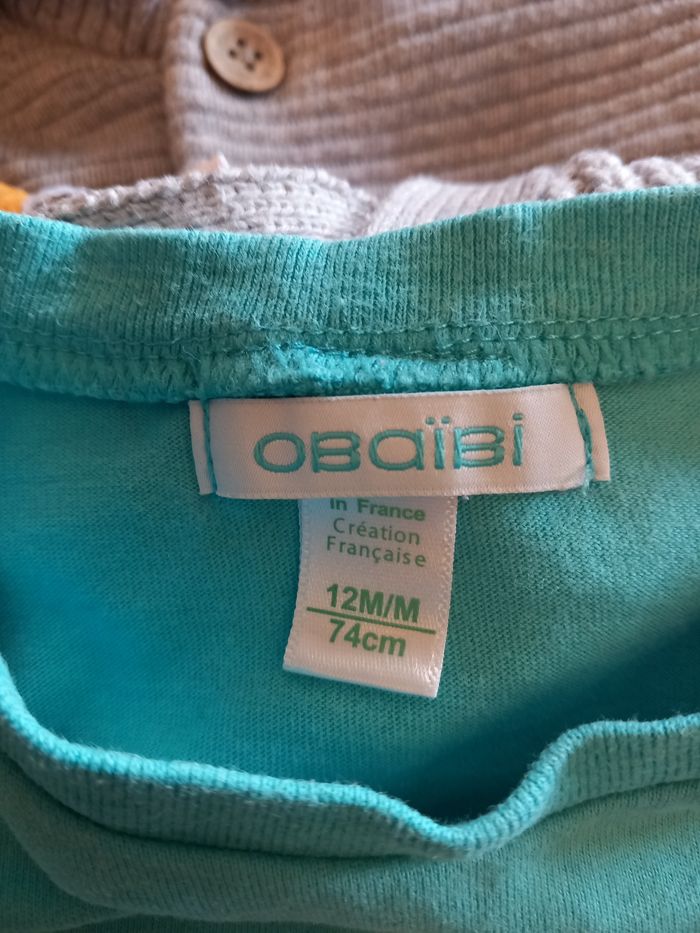 OBaïBi
in France
Création
Française
12M/M
74cm